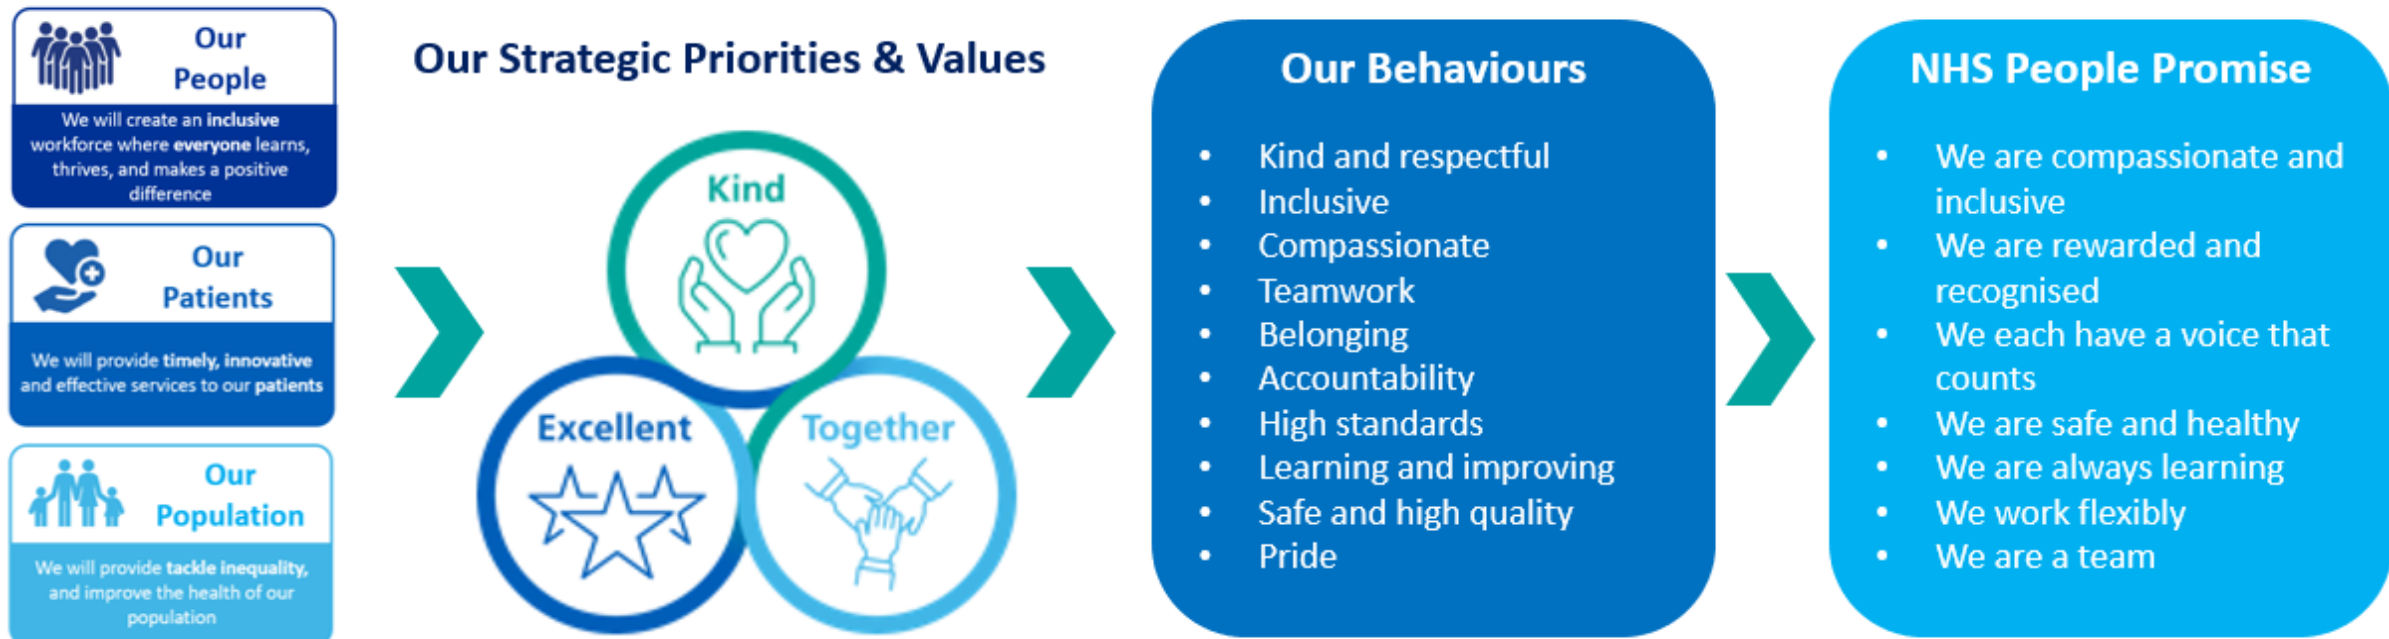 Our
People
We will create an inclusive
workforce where everyone learns,
thrives, and makes a positive
difference
Our
Patients
We will provide timely, innovative
and effective services to our patients
Our
Population
We will provide tackle inequality,
and improve the health of our
population
Our Strategic Priorities & Values
Kind
Excellent
Together
Our Behaviours
• Kind and respectful
• Inclusive
• Compassionate
• Teamwork
• Belonging
• Accountability
• High standards
• Learning and improving
• Safe and high quality
• Pride
NHS People Promise
• We are compassionate and
inclusive
• We are rewarded and
recognised
• We each have a voice that
counts
• We are safe and healthy
• We are always learning
• We work flexibly
• We are a team